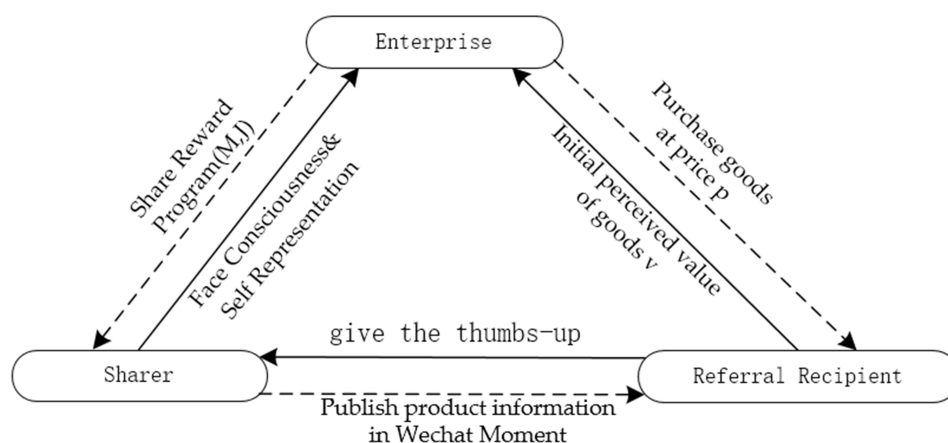 Enterprise
Share Reward
Program(M,J)
Face Consciousness&
Self Representation
Initial perceived value
of goods v
Purchase goods
at price p
give the thumbs-up
Sharer
Referral Recipient
Publish product information
in Wechat Moment